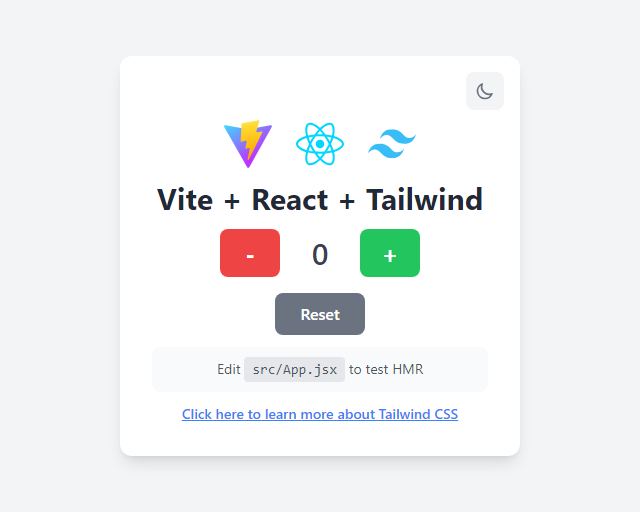 Vite + React + Tailwind
- 0 +
Reset
Edit src/App.jsx to test HMR
Click here to learn more about Tailwind CSS